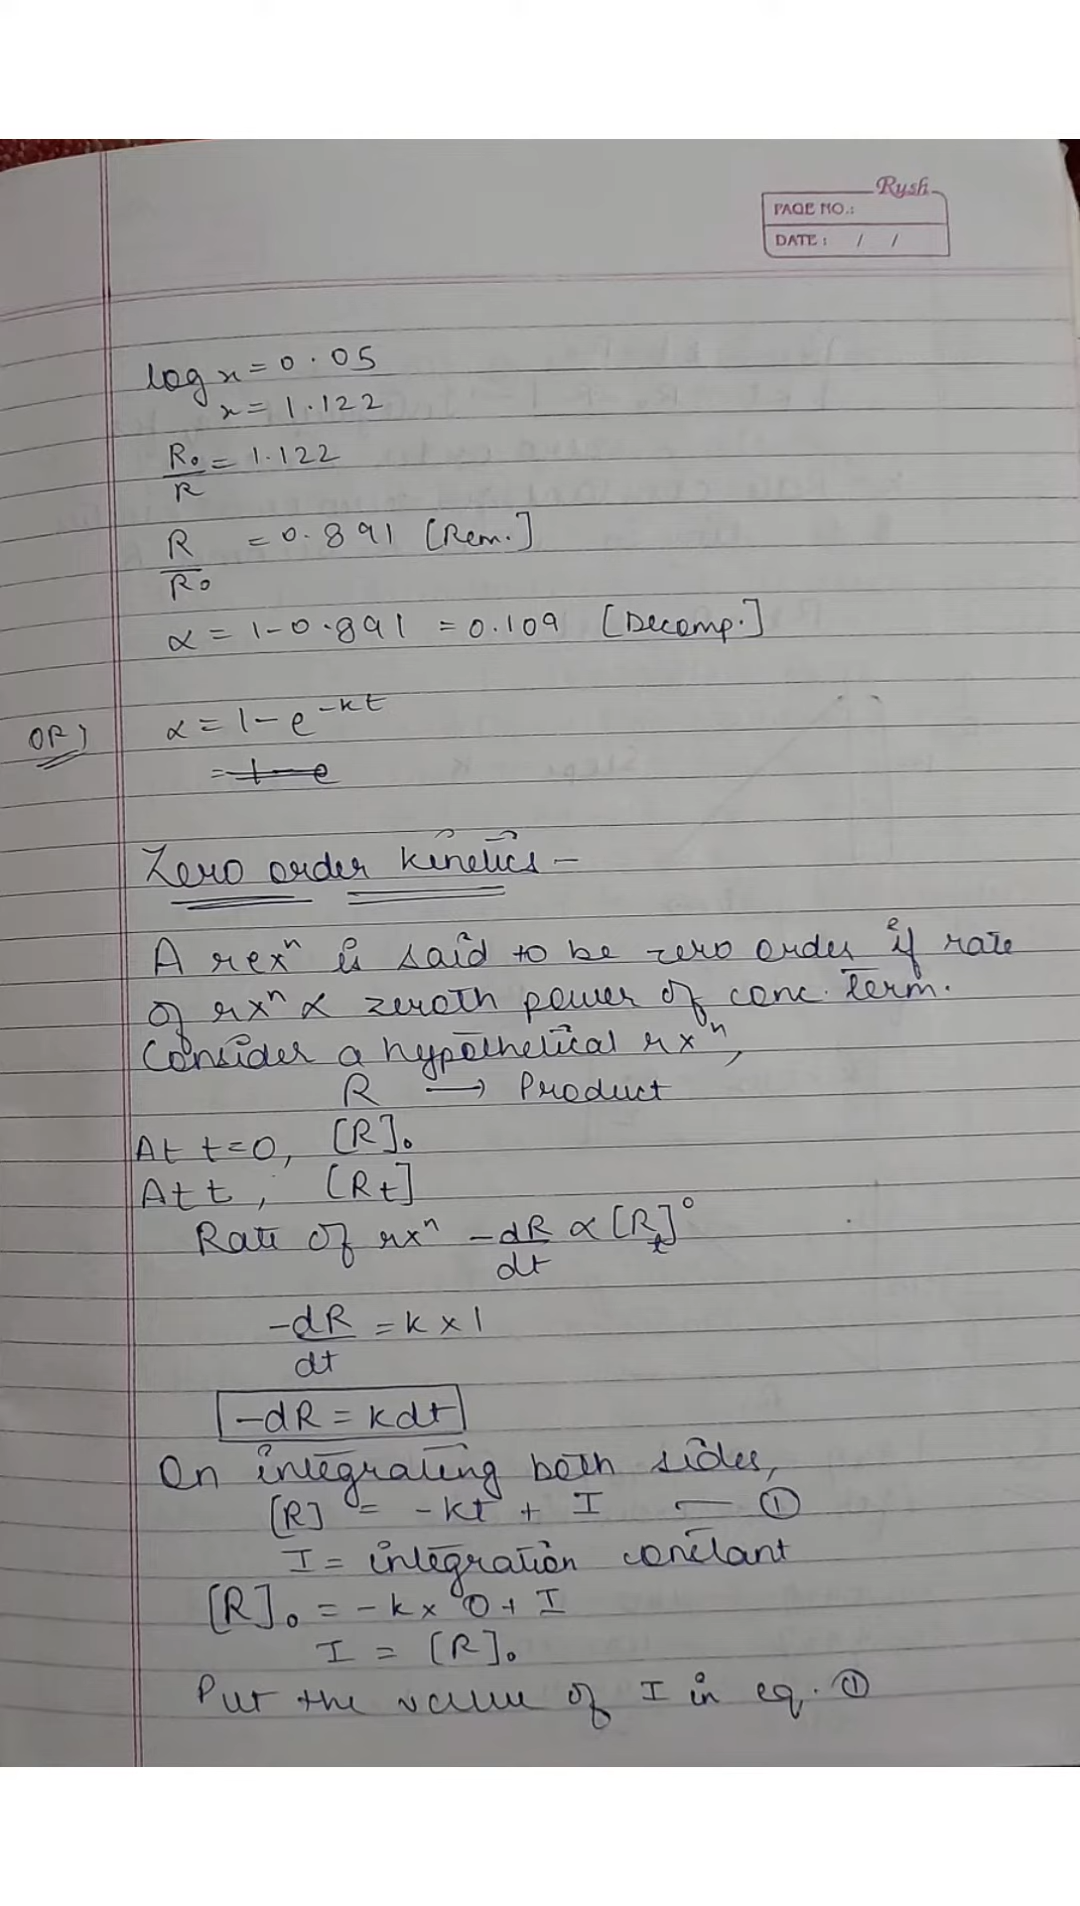 Rysh
PAGE NO.:
DATE: / /
log x = 0.05
x = 1.122
R₀/R = 1.122
R/R₀ = 0.891 [Rem.]
α = 1-0.891 = 0.109 [Decomp.]
OR) α = 1-e^-kt
= 1-e
Zero order kinetics -
A rexⁿ is said to be zero order if rate
of rxⁿ α zeroth power of conc. term.
Consider a hypothetical rxⁿ,
R → Product
At t=0, [R]₀
At t, [Rt]
Rate of rxⁿ -dR/dt ∝ [Rt]⁰
-dR/dt = k × 1
-dR = kdt
On integrating both sides,
[R] = -kt + I — ①
I = integration constant
[R]₀ = -k × 0 + I
I = [R]₀
Put the value of I in eq. ①